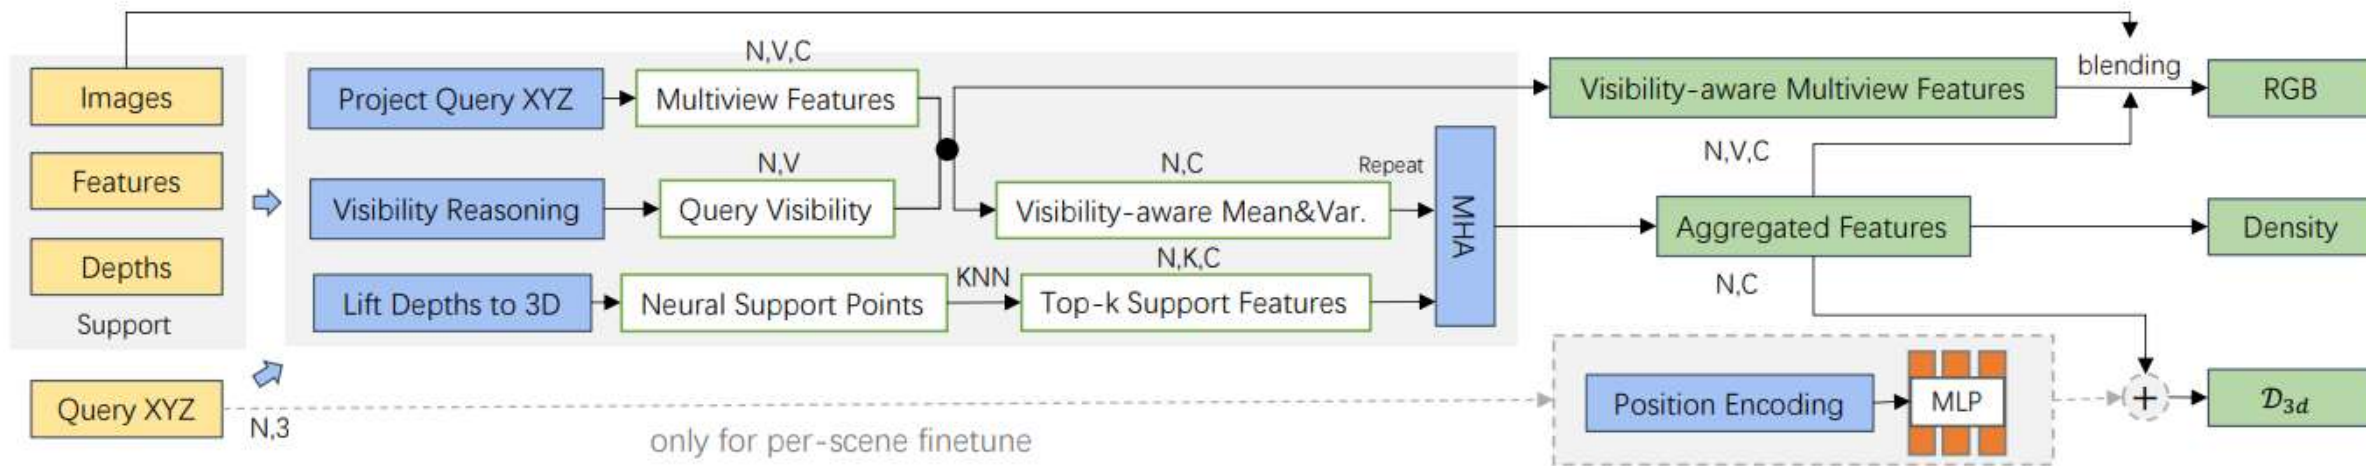 Images
Features
Depths
Support
Query XYZ
N,3
Project Query XYZ
N,V,C
Multiview Features
Visibility Reasoning
N,V
Query Visibility
N,C
Visibility-aware Mean&Var.
Repeat
Lift Depths to 3D
Neural Support Points
KNN
N,K,C
Top-k Support Features
MHA
Visibility-aware Multiview Features
blending
RGB
N,V,C
Aggregated Features
Density
N,C
only for per-scene finetune
Position Encoding
MLP
+
𝒟3d